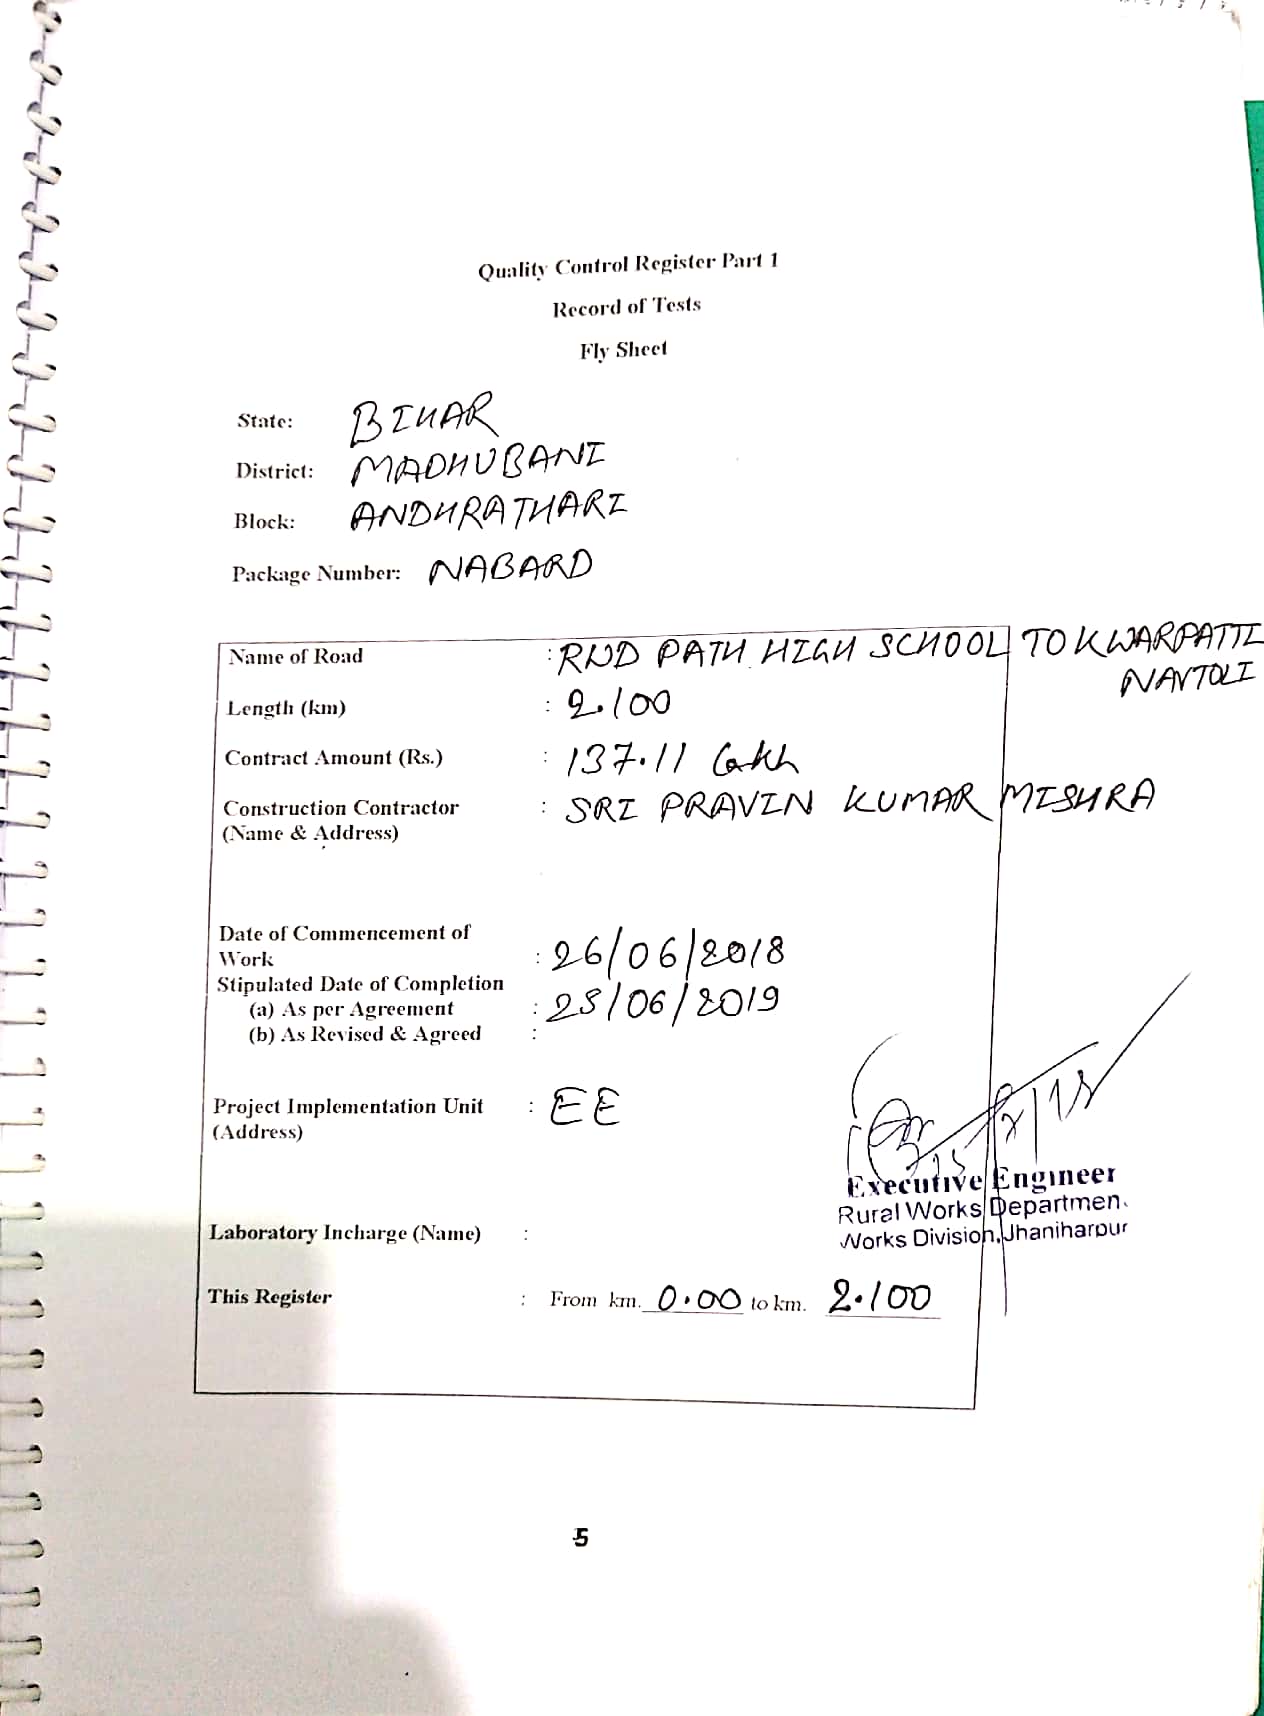 Quality Control Register Part 1
Record of Tests
Fly Sheet
State: BIHAR
District: MADHUBANI
Block: ANDHRATHARI
Package Number: NABARD
Name of Road : RWD PATH HIGH SCHOOL TO KWARPATTI
NAVTOLI
Length (km) : 2.100
Contract Amount (Rs.) : 137.11 Lakh
Construction Contractor : SRI PRAVIN KUMAR MISHRA
(Name & Address)
Date of Commencement of
Work : 26/06/2018
Stipulated Date of Completion
(a) As per Agreement : 25/06/2019
(b) As Revised & Agreed :
Project Implementation Unit : EE
(Address)
Executive Engineer
Rural Works Departmen.
Works Division, Jhanjharpur
Laboratory Incharge (Name) :
This Register : From km. 0.00 to km. 2.100
5